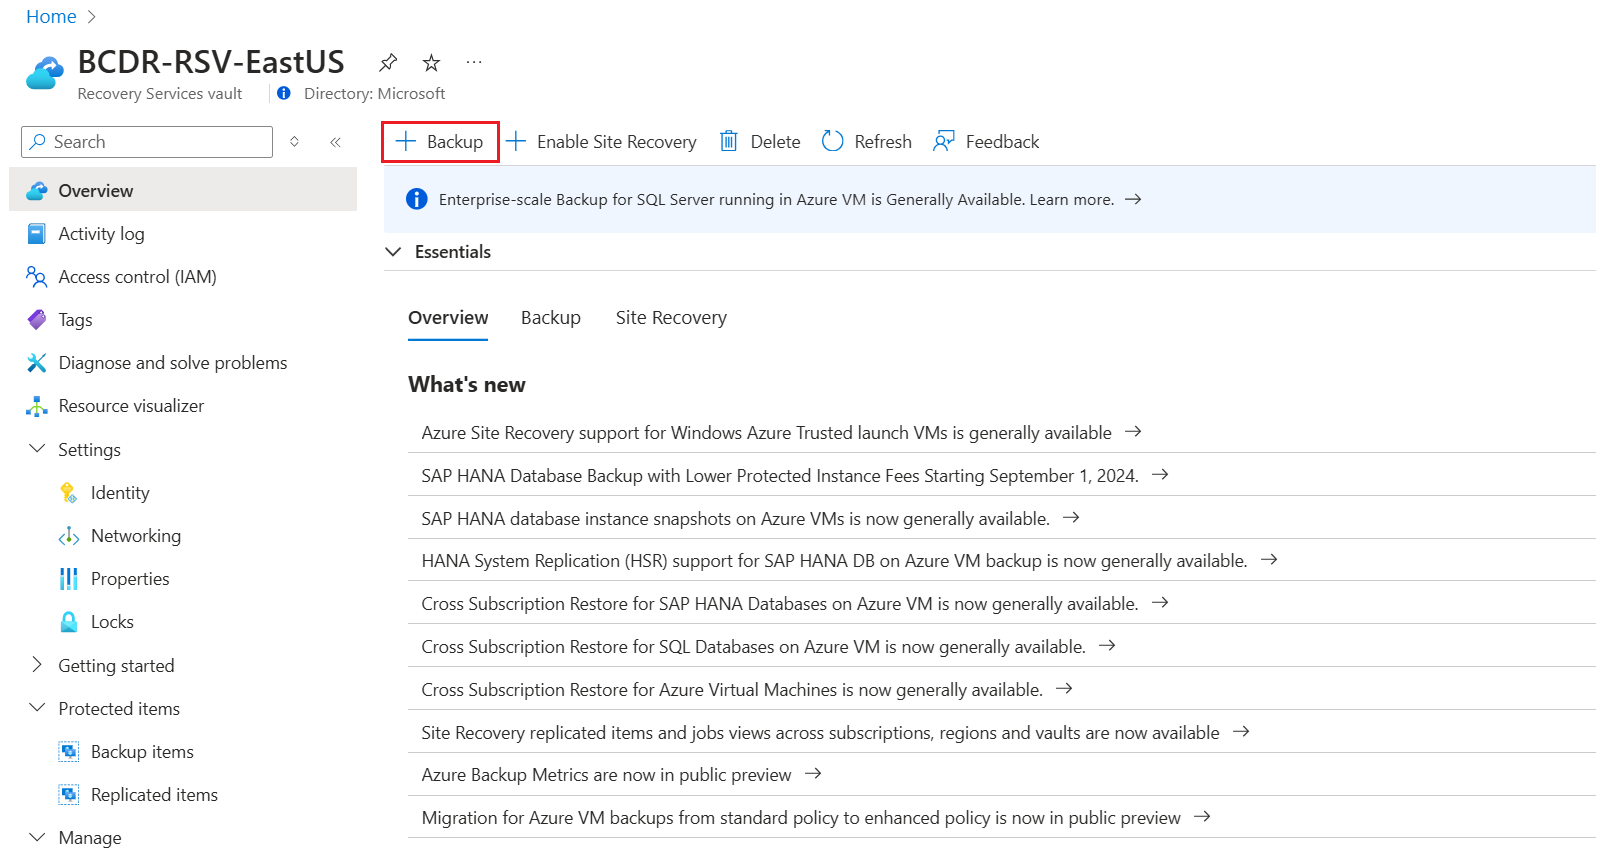 Home
BCDR-RSV-EastUS
Recovery Services vault
Directory: Microsoft
Search
Overview
Activity log
Access control (IAM)
Tags
Diagnose and solve problems
Resource visualizer
Settings
Identity
Networking
Properties
Locks
Getting started
Protected items
Backup items
Replicated items
Manage
Backup
Enable Site Recovery
Delete
Refresh
Feedback
Enterprise-scale Backup for SQL Server running in Azure VM is Generally Available. Learn more. →
Essentials
Overview
Backup
Site Recovery
What's new
Azure Site Recovery support for Windows Azure Trusted launch VMs is generally available →
SAP HANA Database Backup with Lower Protected Instance Fees Starting September 1, 2024. →
SAP HANA database instance snapshots on Azure VMs is now generally available. →
HANA System Replication (HSR) support for SAP HANA DB on Azure VM backup is now generally available. →
Cross Subscription Restore for SAP HANA Databases on Azure VM is now generally available. →
Cross Subscription Restore for SQL Databases on Azure VM is now generally available. →
Cross Subscription Restore for Azure Virtual Machines is now generally available. →
Site Recovery replicated items and jobs views across subscriptions, regions and vaults are now available →
Azure Backup Metrics are now in public preview →
Migration for Azure VM backups from standard policy to enhanced policy is now in public preview →